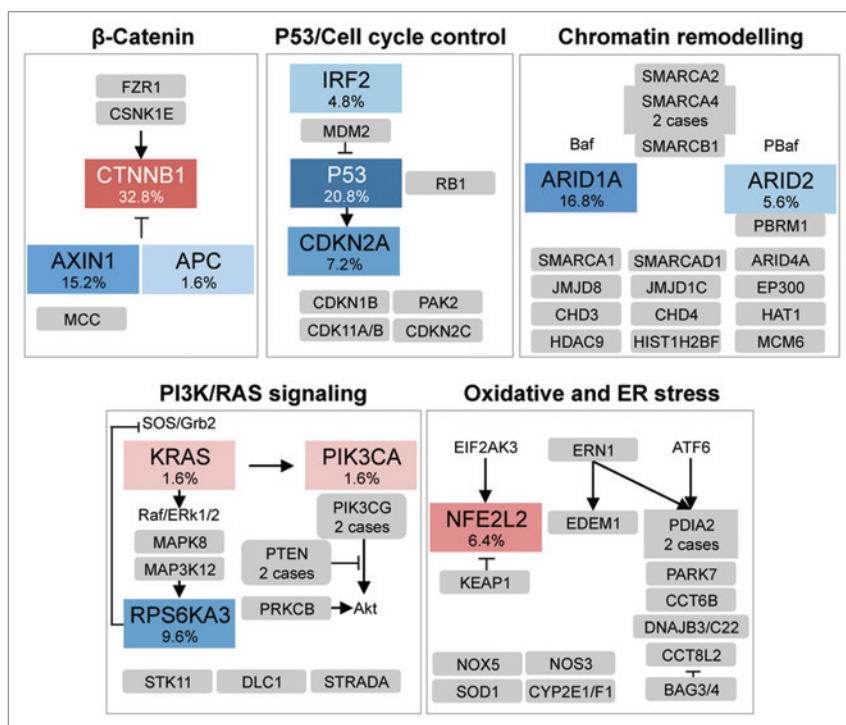 β-Catenin
FZR1
CSNK1E
CTNNB1
32.8%
AXIN1
15.2%
APC
1.6%
MCC
P53/Cell cycle control
IRF2
4.8%
MDM2
P53
20.8%
RB1
CDKN2A
7.2%
CDKN1B
PAK2
CDK11A/B
CDKN2C
Chromatin remodelling
SMARCA2
SMARCA4
2 cases
SMARCB1
Baf
PBaf
ARID1A
16.8%
ARID2
5.6%
PBRM1
SMARCA1
SMARCAD1
ARID4A
JMJD8
JMJD1C
EP300
CHD3
CHD4
HAT1
HDAC9
HIST1H2BF
MCM6
PI3K/RAS signaling
SOS/Grb2
KRAS
1.6%
PIK3CA
1.6%
Raf/ERk1/2
PIK3CG
2 cases
MAPK8
MAP3K12
PTEN
2 cases
PRKCB
Akt
RPS6KA3
9.6%
STK11
DLC1
STRADA
Oxidative and ER stress
EIF2AK3
ERN1
ATF6
NFE2L2
6.4%
EDEM1
PDIA2
2 cases
KEAP1
PARK7
CCT6B
DNAJB3/C22
CCT8L2
BAG3/4
NOX5
NOS3
SOD1
CYP2E1/F1